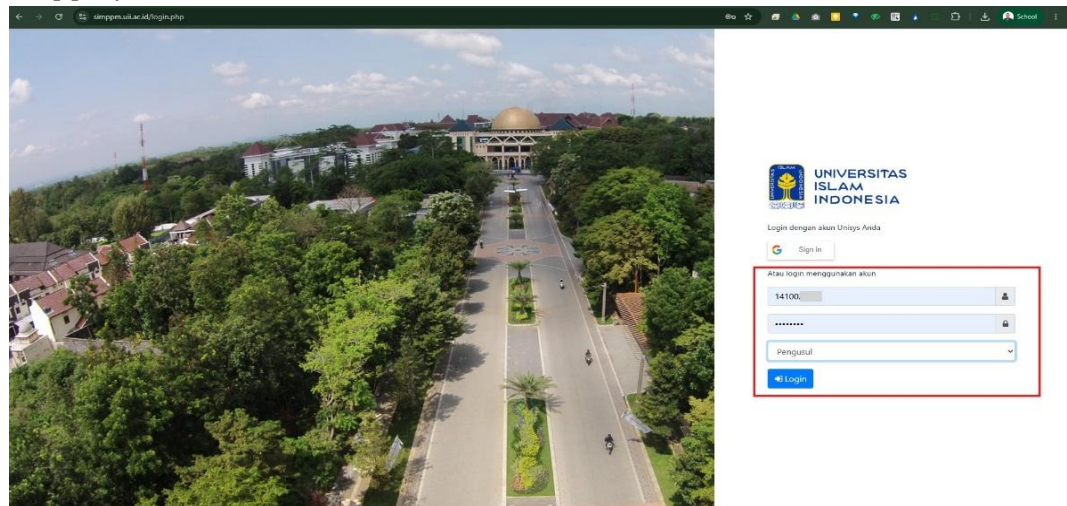 simppm.uii.ac.id/login.php
School
UNIVERSITAS
ISLAM
INDONESIA
Login dengan akun Unisys Anda
Sign in
Atau login menggunakan akun
14100.
Pengusul
Login